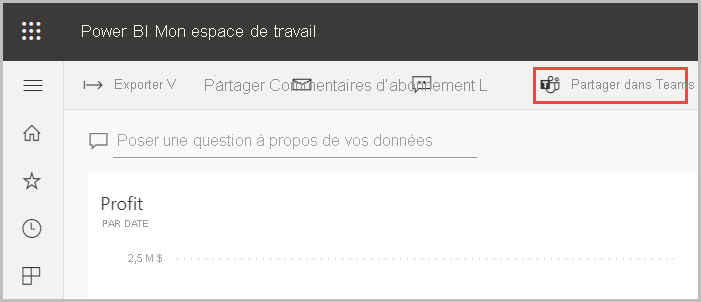 Power BI Mon espace de travail
Exporter V Partager Commentaires d'abonnement L Partager dans Teams
Poser une question à propos de vos données
Profit
PAR DATE
2,5 M $